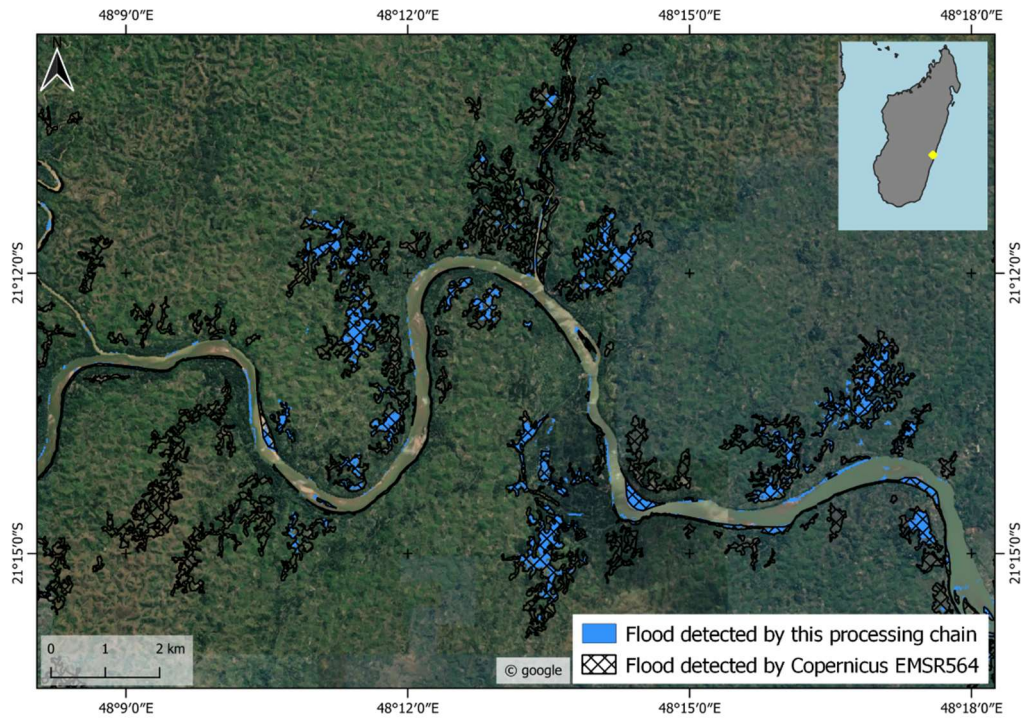 48°9'0"E 48°12'0"E 48°15'0"E 48°18'0"E
N
21°12'0"S 21°12'0"S
21°15'0"S 21°15'0"S
Flood detected by this processing chain
Flood detected by Copernicus EMSR564
0 1 2 km
© google
48°9'0"E 48°12'0"E 48°15'0"E 48°18'0"E